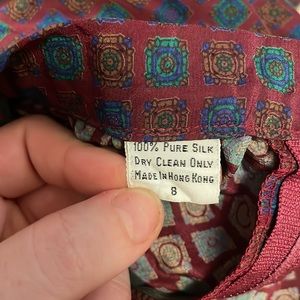 100% PURE SILK
DRY CLEAN ONLY
MADE IN HONG KONG
8